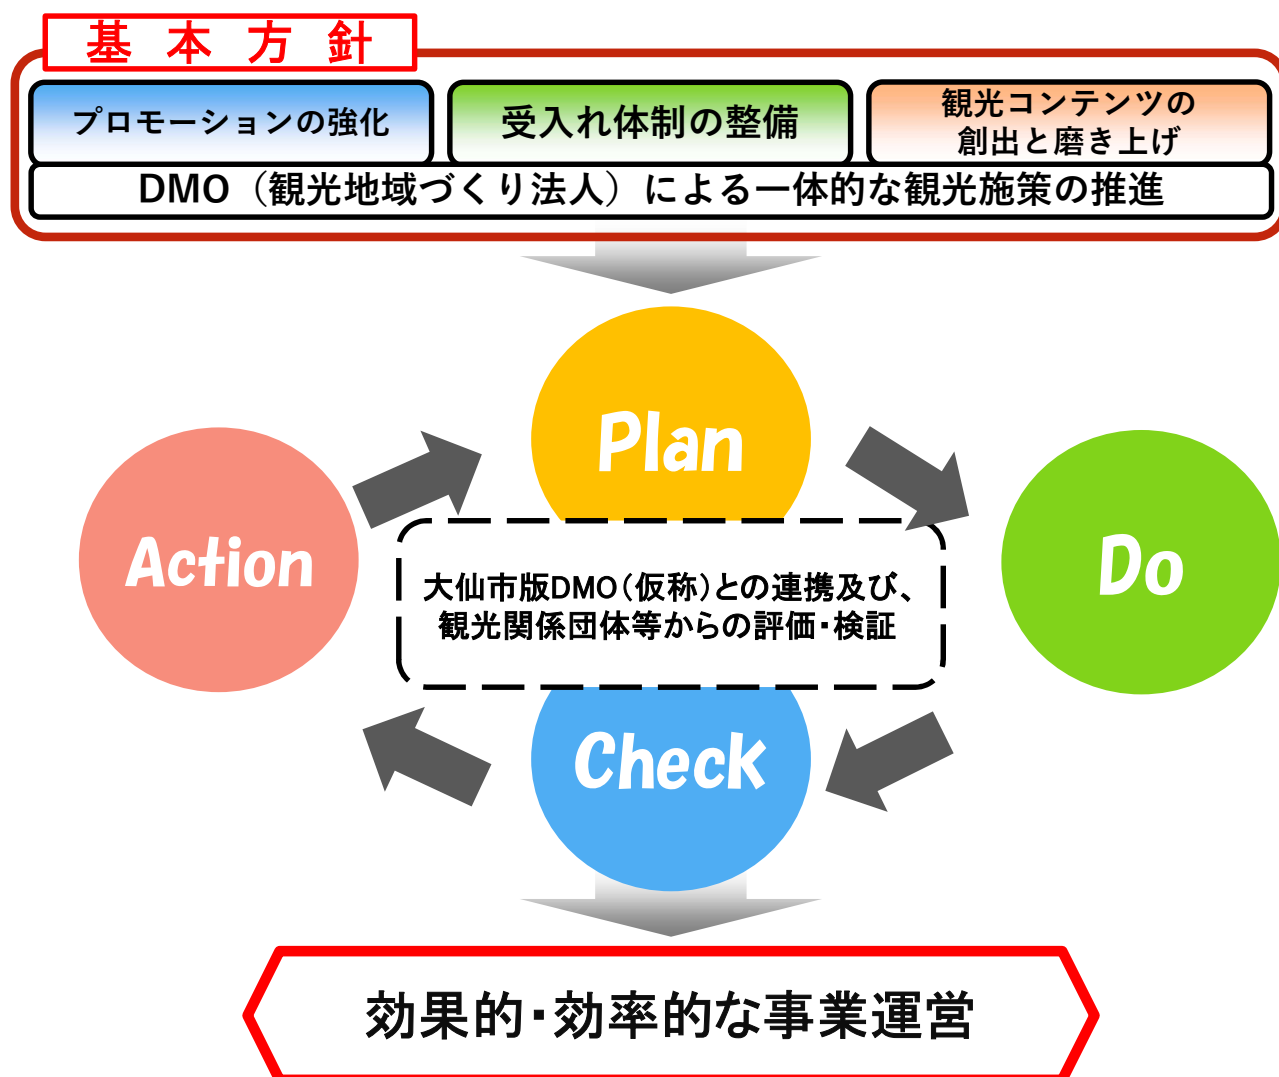 基本方針
プロモーションの強化
受入れ体制の整備
観光コンテンツの
創出と磨き上げ
DMO（観光地域づくり法人）による一体的な観光施策の推進
Plan
Action
Do
大仙市版DMO(仮称)との連携及び、
観光関係団体等からの評価・検証
Check
効果的・効率的な事業運営